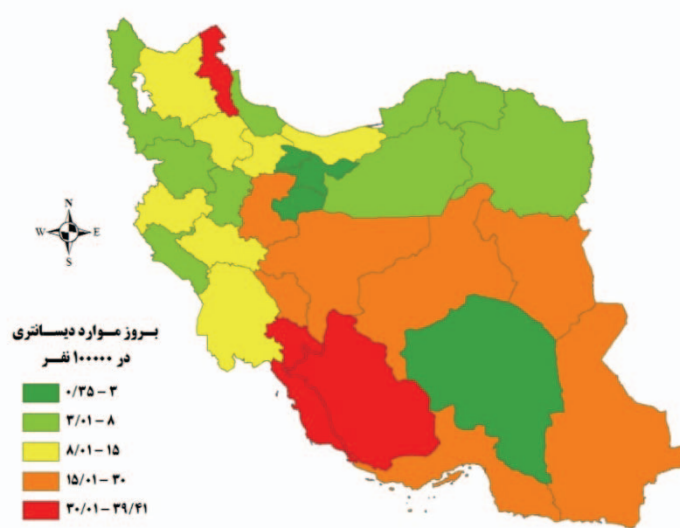 N
W E
S
بروز موارد دیسانتری
در ۱۰۰۰۰۰ نفر
۰/۳۵ – ۳
۳/۰۱ – ۸
۸/۰۱ – ۱۵
۱۵/۰۱ – ۳۰
۳۰/۰۱ – ۳۹/۴۱